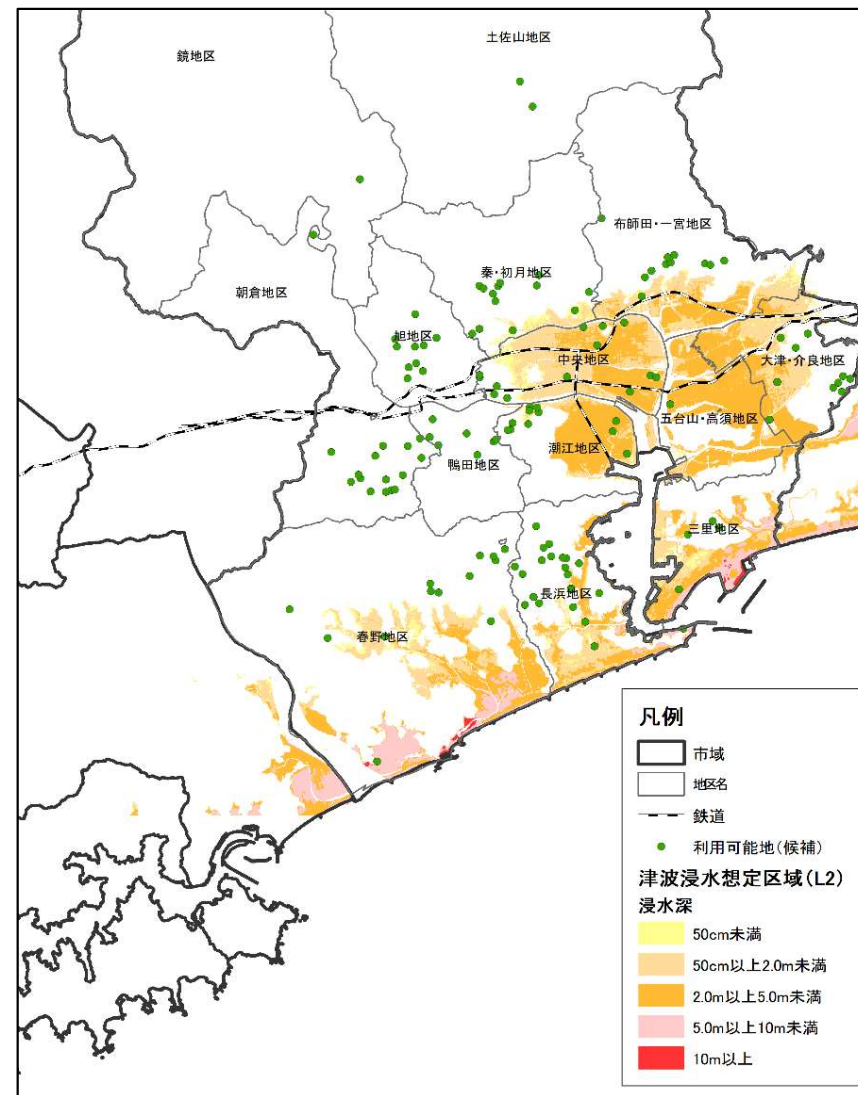 土佐山地区
鏡地区
布師田・一宮地区
秦・初月地区
朝倉地区
旭地区
中央地区
大津・介良地区
五台山・高須地区
潮江地区
鴨田地区
三里地区
長浜地区
春野地区
凡例
市域
地区名
鉄道
利用可能地(候補)
津波浸水想定区域(L2)
浸水深
50cm未満
50cm以上2.0m未満
2.0m以上5.0m未満
5.0m以上10m未満
10m以上